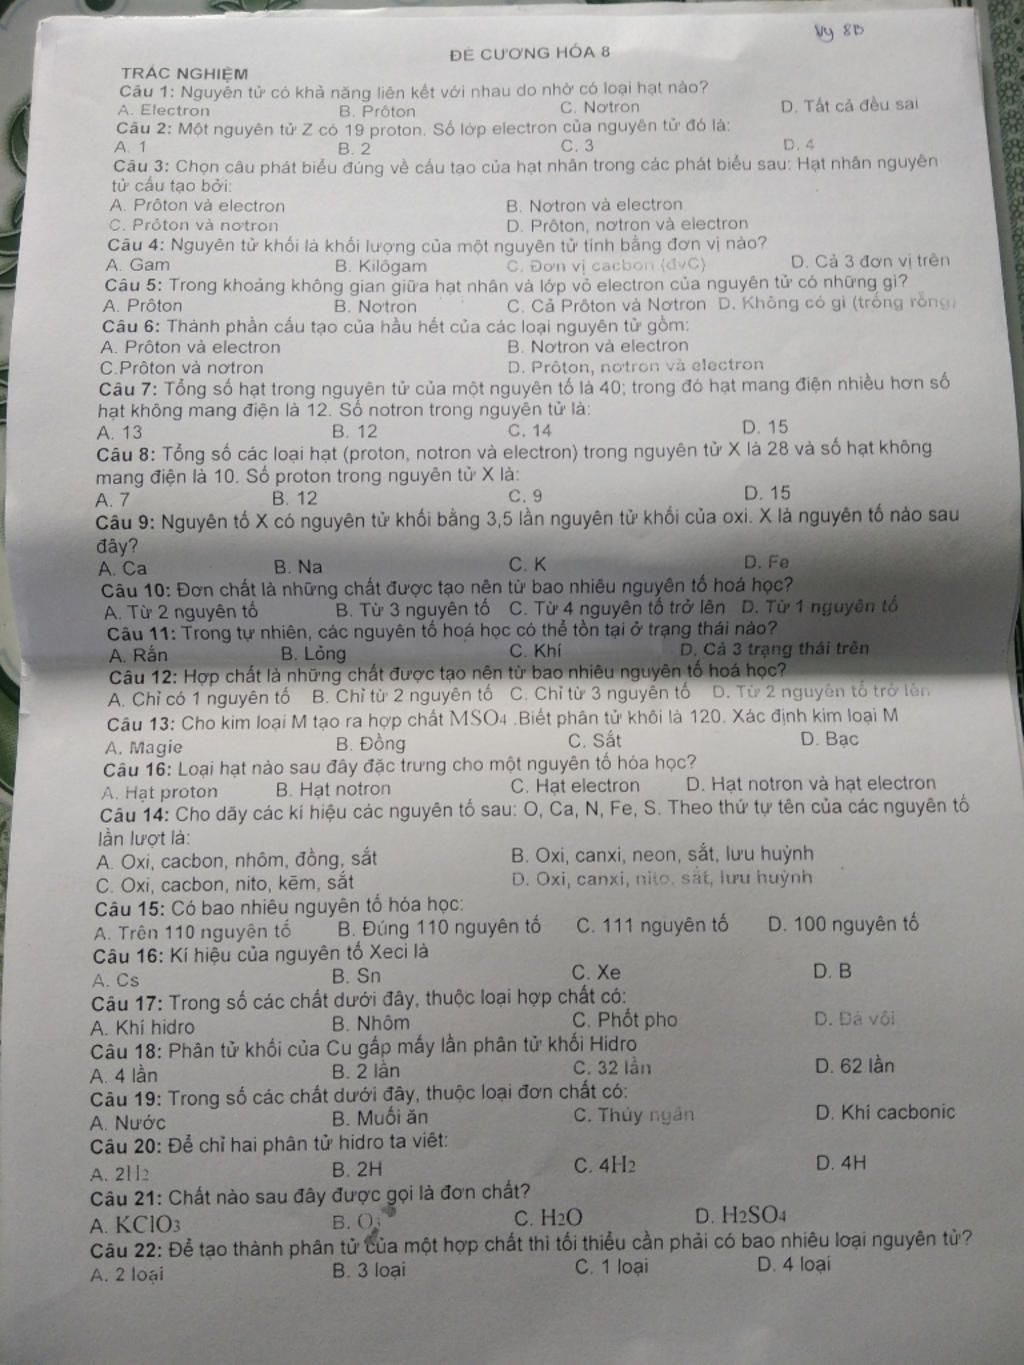 Vy 8B
ĐỀ CƯƠNG HÓA 8
TRẮC NGHIỆM
Câu 1: Nguyên tử có khả năng liên kết với nhau do nhờ có loại hạt nào?
A. Electron B. Prôton C. Nơtron D. Tất cả đều sai
Câu 2: Một nguyên tử Z có 19 proton. Số lớp electron của nguyên tử đó là:
A. 1 B. 2 C. 3 D. 4
Câu 3: Chọn câu phát biểu đúng về cấu tạo của hạt nhân trong các phát biểu sau: Hạt nhân nguyên
tử cấu tạo bởi:
A. Prôton và electron B. Nơtron và electron
C. Prôton và nơtron D. Prôton, nơtron và electron
Câu 4: Nguyên tử khối là khối lượng của một nguyên tử tính bằng đơn vị nào?
A. Gam B. Kilôgam C. Đơn vị cacbon (đvC) D. Cả 3 đơn vị trên
Câu 5: Trong khoảng không gian giữa hạt nhân và lớp vỏ electron của nguyên tử có những gì?
A. Prôton B. Nơtron C. Cả Prôton và Nơtron D. Không có gì (trống rỗng)
Câu 6: Thành phần cấu tạo của hầu hết của các loại nguyên tử gồm:
A. Prôton và electron B. Nơtron và electron
C.Prôton và nơtron D. Prôton, nơtron và electron
Câu 7: Tổng số hạt trong nguyên tử của một nguyên tố là 40; trong đó hạt mang điện nhiều hơn số
hạt không mang điện là 12. Số notron trong nguyên tử là:
A. 13 B. 12 C. 14 D. 15
Câu 8: Tổng số các loại hạt (proton, notron và electron) trong nguyên tử X là 28 và số hạt không
mang điện là 10. Số proton trong nguyên tử X là:
A. 7 B. 12 C. 9 D. 15
Câu 9: Nguyên tố X có nguyên tử khối bằng 3,5 lần nguyên tử khối của oxi. X là nguyên tố nào sau
đây?
A. Ca B. Na C. K D. Fe
Câu 10: Đơn chất là những chất được tạo nên từ bao nhiêu nguyên tố hoá học?
A. Từ 2 nguyên tố B. Từ 3 nguyên tố C. Từ 4 nguyên tố trở lên D. Từ 1 nguyên tố
Câu 11: Trong tự nhiên, các nguyên tố hoá học có thể tồn tại ở trạng thái nào?
A. Rắn B. Lỏng C. Khí D. Cả 3 trạng thái trên
Câu 12: Hợp chất là những chất được tạo nên từ bao nhiêu nguyên tố hoá học?
A. Chỉ có 1 nguyên tố B. Chỉ từ 2 nguyên tố C. Chỉ từ 3 nguyên tố D. Từ 2 nguyên tố trở lên
Câu 13: Cho kim loại M tạo ra hợp chất MSO4 .Biết phân tử khôi là 120. Xác định kim loại M
A. Magie B. Đồng C. Sắt D. Bạc
Câu 16: Loại hạt nào sau đây đặc trưng cho một nguyên tố hóa học?
A. Hạt proton B. Hạt notron C. Hạt electron D. Hạt notron và hạt electron
Câu 14: Cho dãy các kí hiệu các nguyên tố sau: O, Ca, N, Fe, S. Theo thứ tự tên của các nguyên tố
lần lượt là:
A. Oxi, cacbon, nhôm, đồng, sắt B. Oxi, canxi, neon, sắt, lưu huỳnh
C. Oxi, cacbon, nito, kẽm, sắt D. Oxi, canxi, nito, sắt, lưu huỳnh
Câu 15: Có bao nhiêu nguyên tố hóa học:
A. Trên 110 nguyên tố B. Đúng 110 nguyên tố C. 111 nguyên tố D. 100 nguyên tố
Câu 16: Kí hiệu của nguyên tố Xeci là
A. Cs B. Sn C. Xe D. B
Câu 17: Trong số các chất dưới đây, thuộc loại hợp chất có:
A. Khí hidro B. Nhôm C. Phốt pho D. Đá vôi
Câu 18: Phân tử khối của Cu gấp mấy lần phân tử khối Hidro
A. 4 lần B. 2 lần C. 32 lần D. 62 lần
Câu 19: Trong số các chất dưới đây, thuộc loại đơn chất có:
A. Nước B. Muối ăn C. Thủy ngân D. Khí cacbonic
Câu 20: Để chỉ hai phân tử hidro ta viêt:
A. 2H2 B. 2H C. 4H2 D. 4H
Câu 21: Chất nào sau đây được gọi là đơn chất?
A. KClO3 B. O3 C. H2O D. H2SO4
Câu 22: Để tạo thành phân tử của một hợp chất thì tối thiểu cần phải có bao nhiêu loại nguyên tử?
A. 2 loại B. 3 loại C. 1 loại D. 4 loại